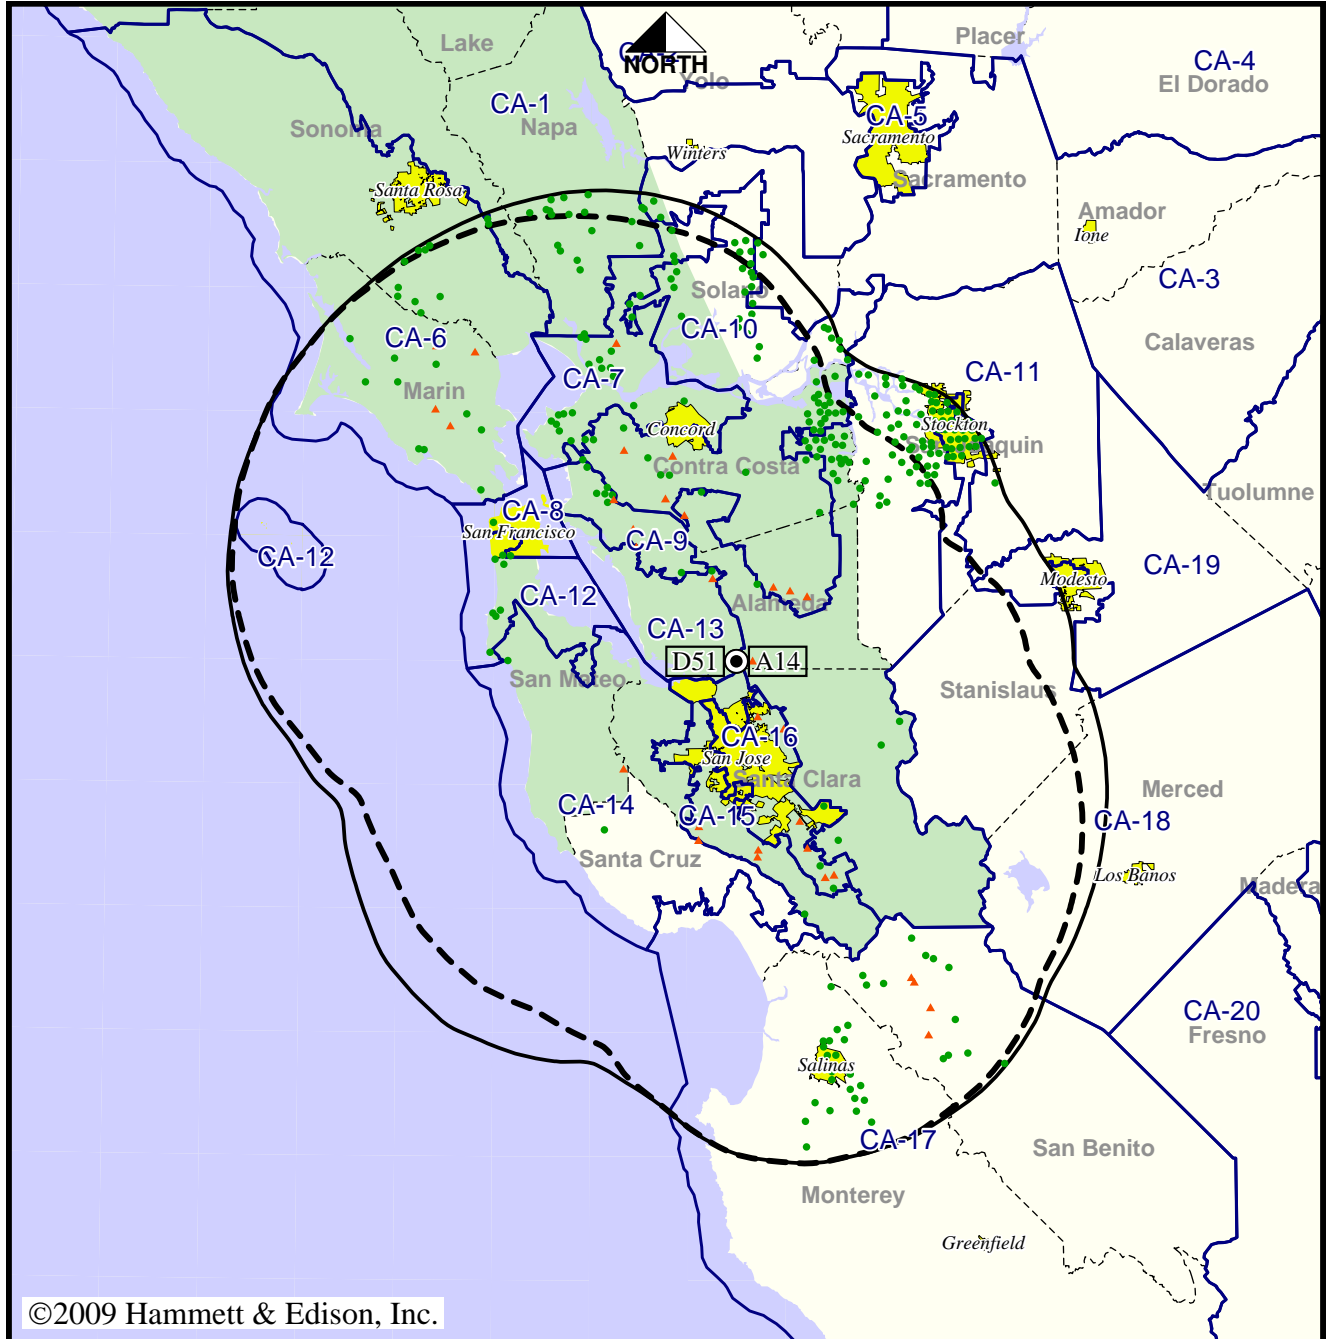 Lake
Placer
NORTH
Yolo
CA-4
El Dorado
CA-1
Napa
Sonoma
CA-5
Sacramento
Winters
Sacramento
Santa Rosa
Amador
Ione
CA-3
Solano
CA-10
CA-6
Calaveras
CA-11
CA-7
Marin
Stockton
Concord
San Joaquin
Contra Costa
Tuolumne
CA-8
San Francisco
CA-9
CA-12
CA-19
Modesto
CA-12
Alameda
CA-13
D51
A14
San Mateo
Stanislaus
CA-16
San Jose
Santa Clara
Merced
CA-14
CA-15
CA-18
Santa Cruz
Los Banos
Madera
CA-20
Fresno
Salinas
CA-17
San Benito
Monterey
Greenfield
©2009 Hammett & Edison, Inc.